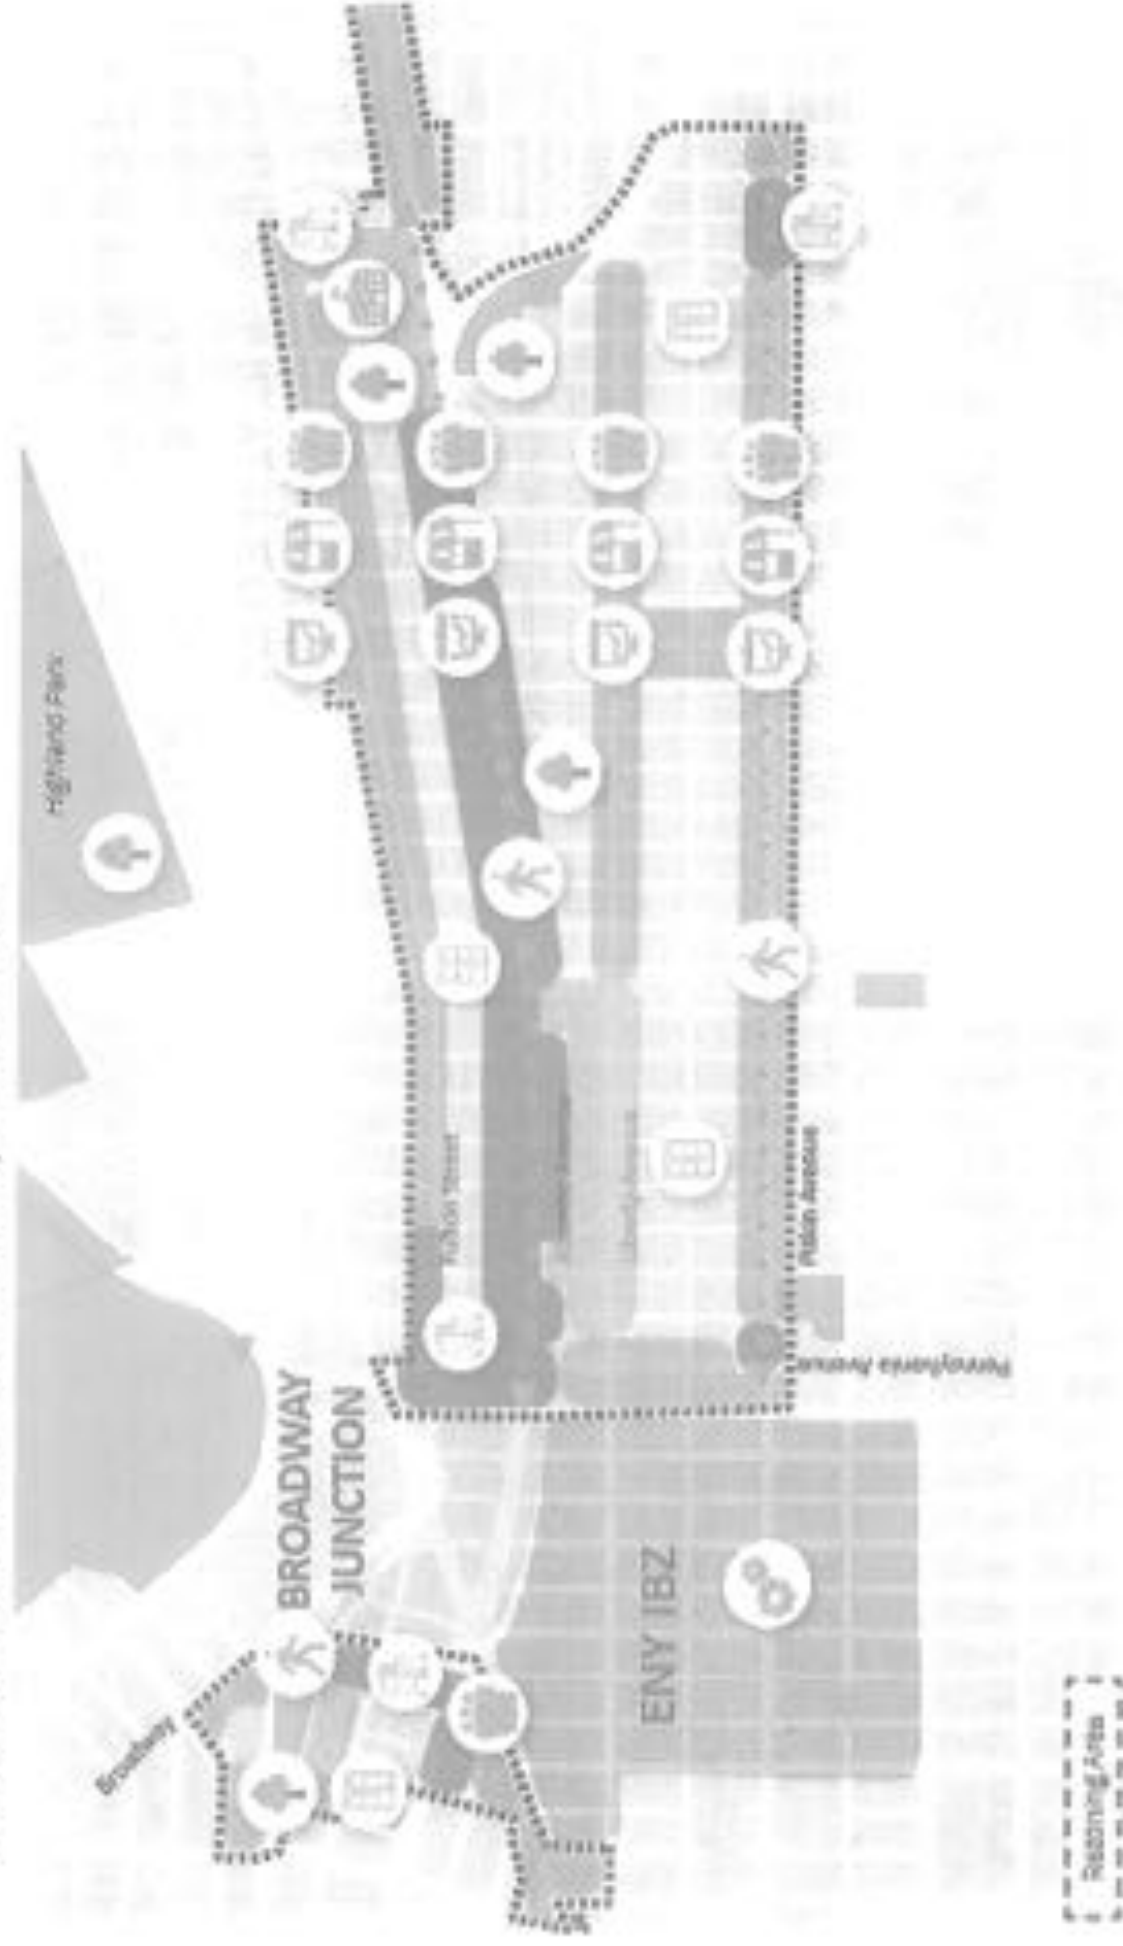 Highland Park
Broadway
BROADWAY
JUNCTION
Fulton Street
Pitkin Avenue
Pennsylvania Avenue
ENY IBZ
Rezoning Area